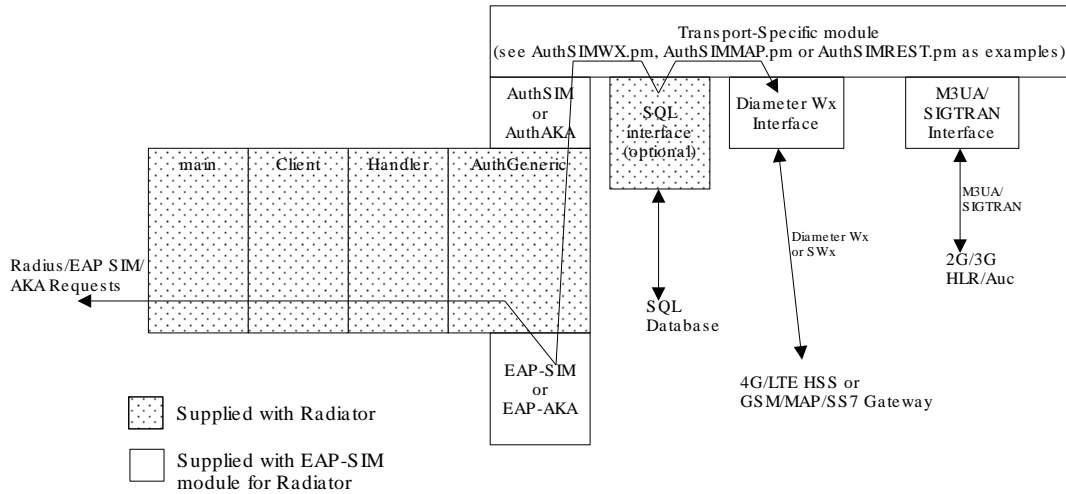 Transport-Specific module
(see AuthSIMWX.pm, AuthSIMMAP.pm or AuthSIMREST.pm as examples)
AuthSIM
or
AuthAKA
SQL
interface
(optional)
Diameter Wx
Interface
M3UA/
SIGTRAN
Interface
main
Client
Handler
AuthGeneric
M3UA/
SIGTRAN
Diameter Wx
or SWx
Radius/EAP SIM/
AKA Requests
2G/3G
HLR/Auc
SQL
Database
EAP-SIM
or
EAP-AKA
4G/LTE HSS or
GSM/MAP/SS7 Gateway
Supplied with Radiator
Supplied with EAP-SIM
module for Radiator